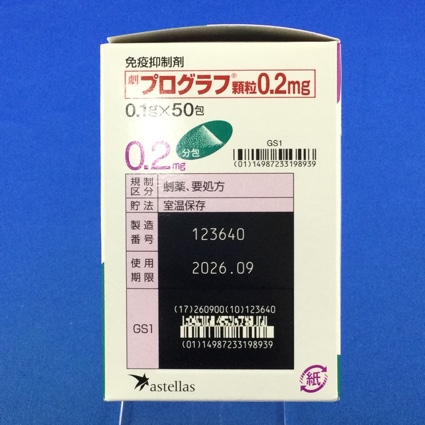 免疫抑制剤
劇 プログラフ® 顆粒0.2mg
0.1g×50包
0.2mg
分包
GS1
(01)14987233198939
規制区分 劇薬、要処方
貯法 室温保存
製造番号 123640
使用期限 2026.09
(17)260900(10)123640
GS1
(01)14987233198939
astellas
紙